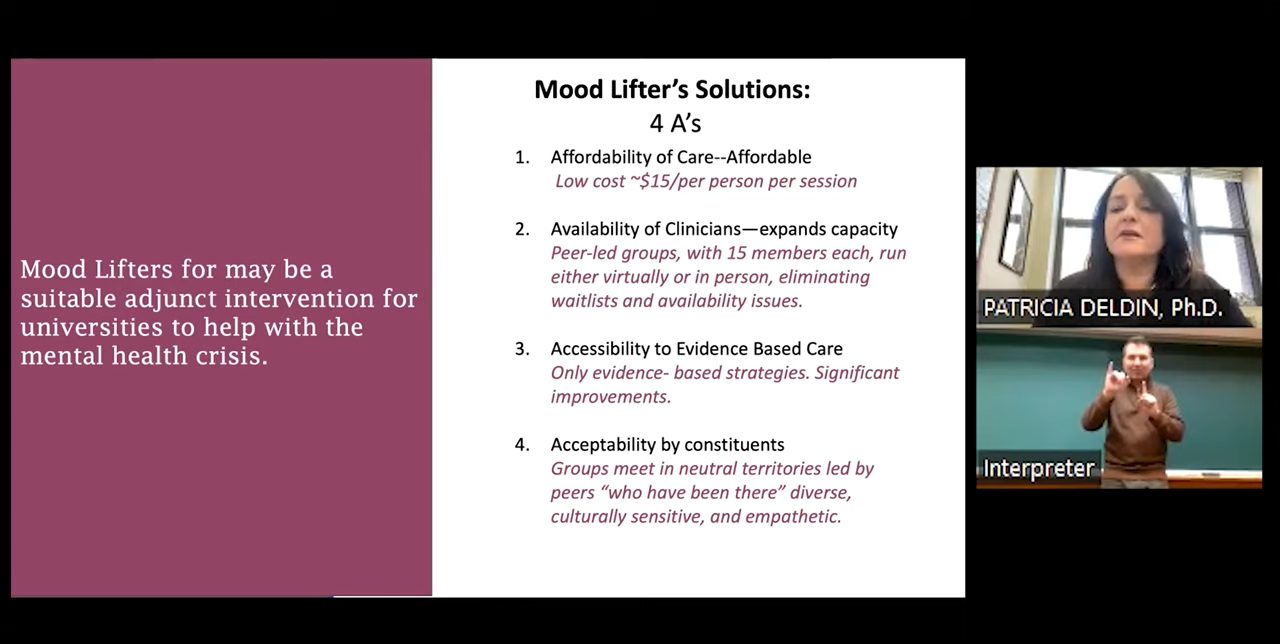 Mood Lifters for may be a
suitable adjunct intervention for
universities to help with the
mental health crisis.
Mood Lifter's Solutions:
4 A's
1. Affordability of Care--Affordable
Low cost ~$15/per person per session
2. Availability of Clinicians—expands capacity
Peer-led groups, with 15 members each, run
either virtually or in person, eliminating
waitlists and availability issues.
3. Accessibility to Evidence Based Care
Only evidence- based strategies. Significant
improvements.
4. Acceptability by constituents
Groups meet in neutral territories led by
peers “who have been there” diverse,
culturally sensitive, and empathetic.
PATRICIA DELDIN, Ph.D.
Interpreter